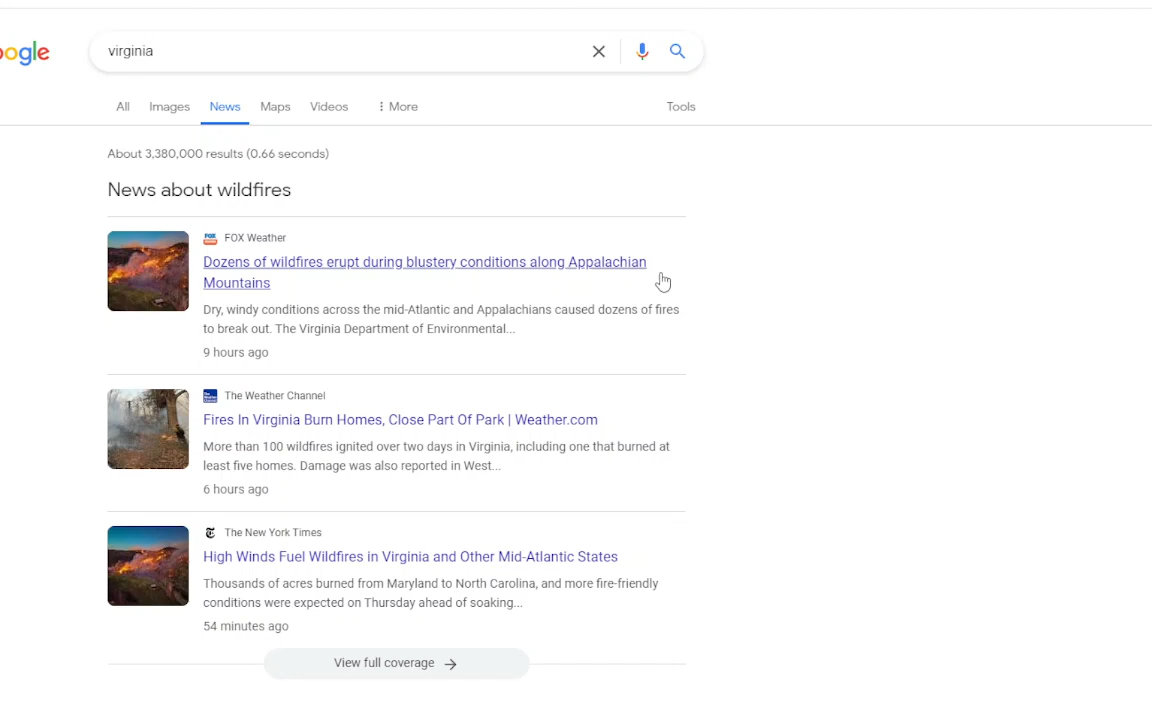 oogle
virginia
All Images News Maps Videos More Tools
About 3,380,000 results (0.66 seconds)
News about wildfires
FOX Weather
Dozens of wildfires erupt during blustery conditions along Appalachian
Mountains
Dry, windy conditions across the mid-Atlantic and Appalachians caused dozens of fires
to break out. The Virginia Department of Environmental...
9 hours ago
The Weather Channel
Fires In Virginia Burn Homes, Close Part Of Park | Weather.com
More than 100 wildfires ignited over two days in Virginia, including one that burned at
least five homes. Damage was also reported in West...
6 hours ago
The New York Times
High Winds Fuel Wildfires in Virginia and Other Mid-Atlantic States
Thousands of acres burned from Maryland to North Carolina, and more fire-friendly
conditions were expected on Thursday ahead of soaking...
54 minutes ago
View full coverage